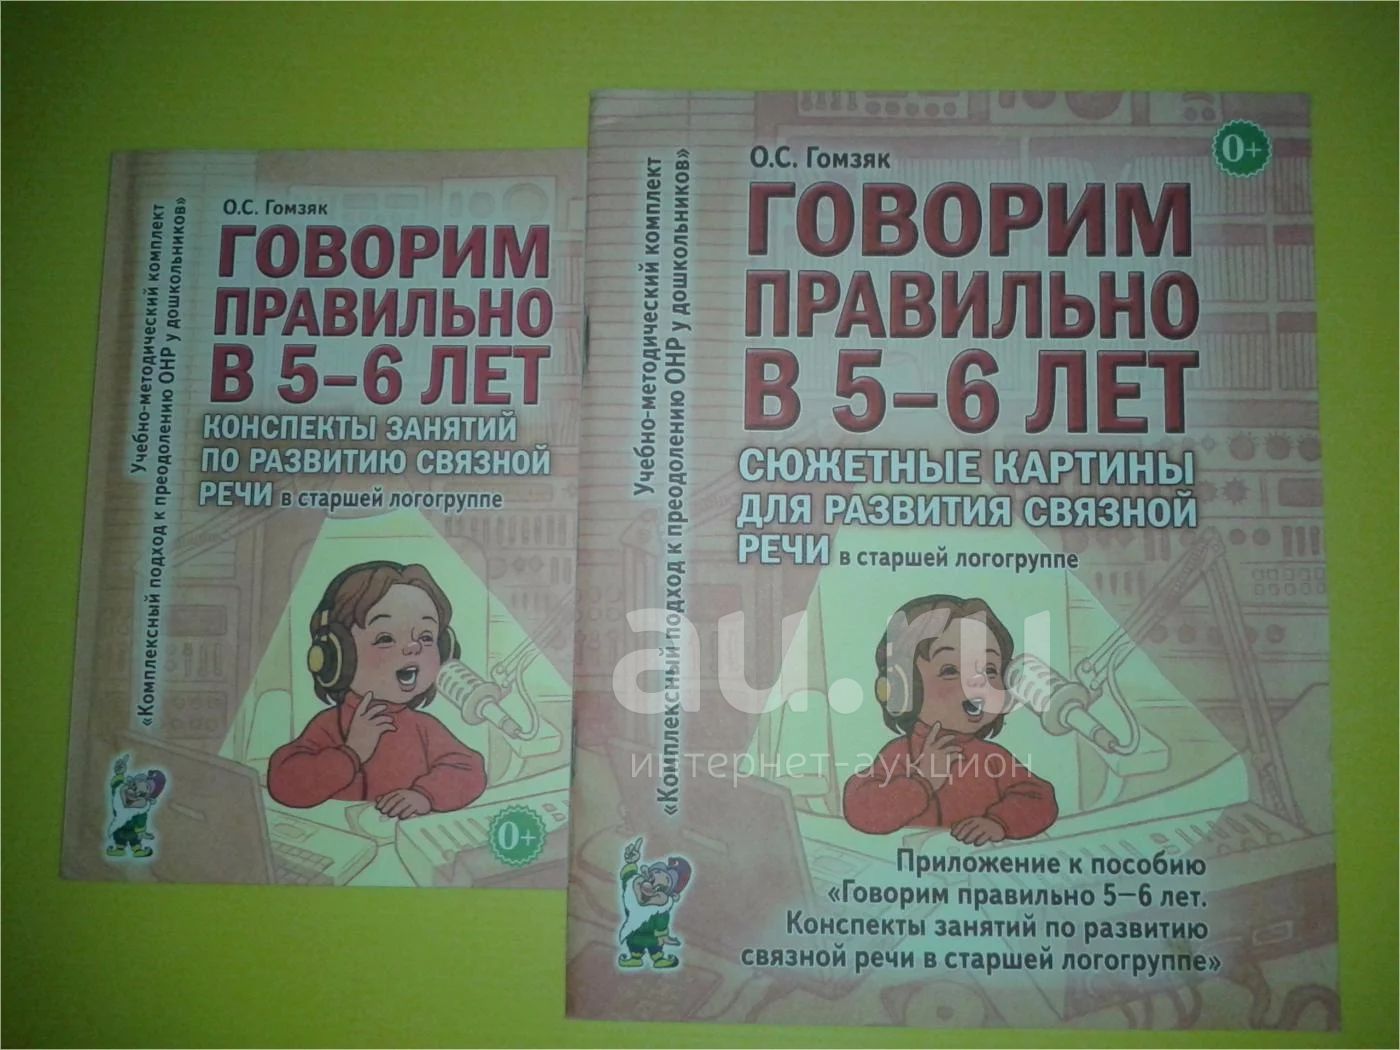 Учебно-методический комплект
«Комплексный подход к преодолению ОНР у дошкольников»
О.С. Гомзяк
ГОВОРИМ
ПРАВИЛЬНО
В 5–6 ЛЕТ
КОНСПЕКТЫ ЗАНЯТИЙ
ПО РАЗВИТИЮ СВЯЗНОЙ
РЕЧИ в старшей логогруппе
0+
Учебно-методический комплект
«Комплексный подход к преодолению ОНР у дошкольников»
О.С. Гомзяк
0+
ГОВОРИМ
ПРАВИЛЬНО
В 5–6 ЛЕТ
СЮЖЕТНЫЕ КАРТИНЫ
ДЛЯ РАЗВИТИЯ СВЯЗНОЙ
РЕЧИ в старшей логогруппе
au.ru
интернет-аукцион
Приложение к пособию
«Говорим правильно 5–6 лет.
Конспекты занятий по развитию
связной речи в старшей логогруппе»